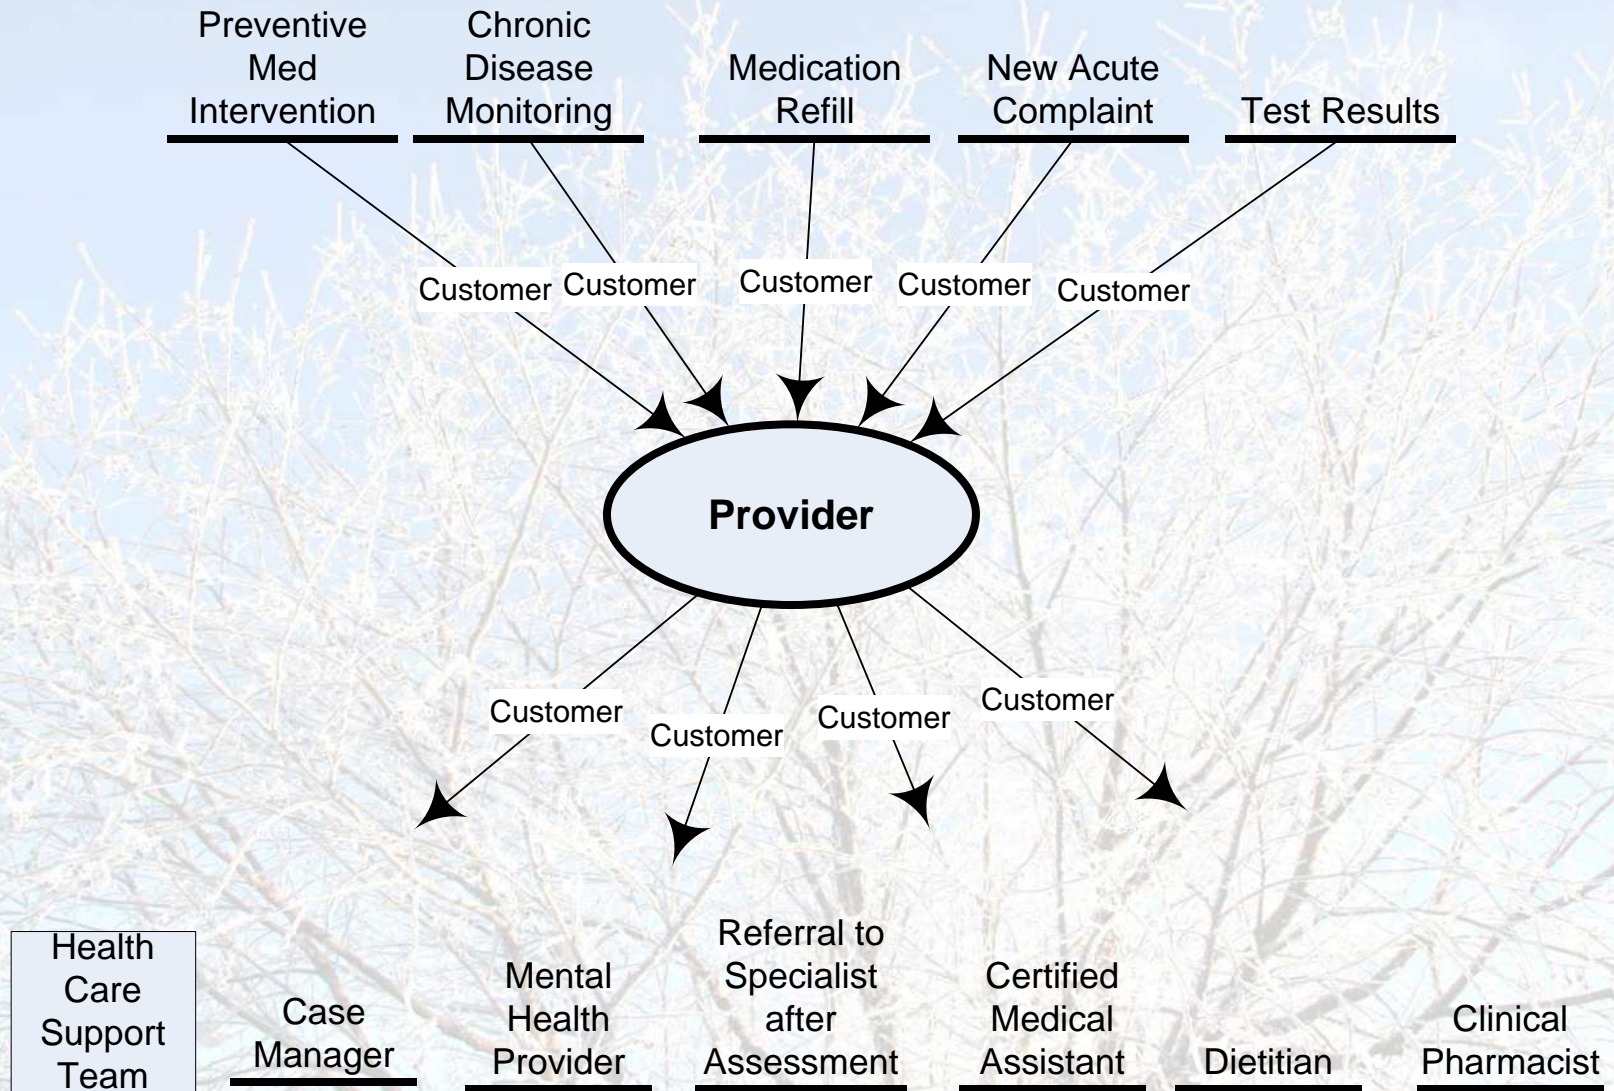 Preventive
Med
Intervention
Chronic
Disease
Monitoring
Medication
Refill
New Acute
Complaint
Test Results
Customer
Customer
Customer
Customer
Customer
Provider
Customer
Customer
Customer
Customer
Health
Care
Support
Team
Case
Manager
Mental
Health
Provider
Referral to
Specialist
after
Assessment
Certified
Medical
Assistant
Dietitian
Clinical
Pharmacist